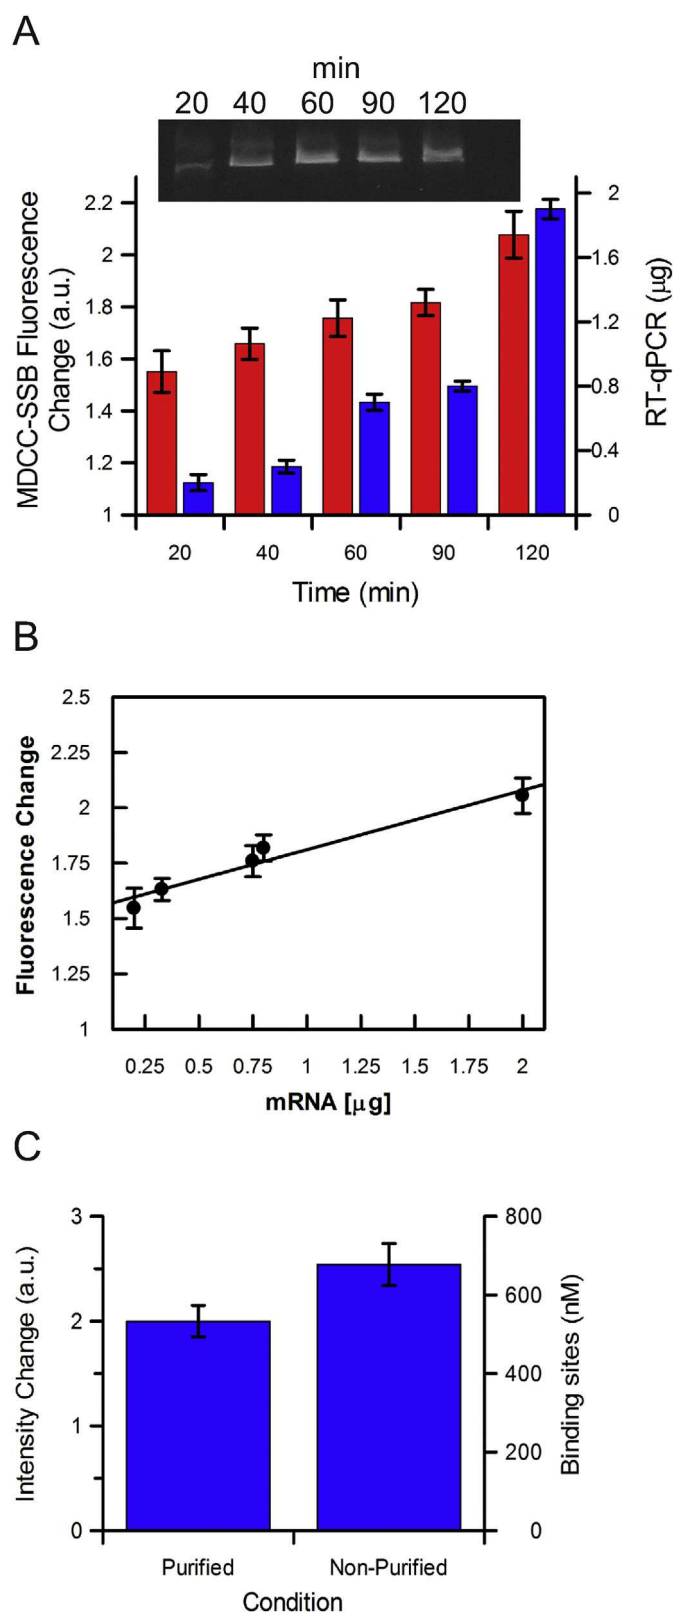 A
min
20 40 60 90 120
MDCC-SSB Fluorescence
Change (a.u.)
2.2
2
1.8
1.6
1.4
1.2
1
2
1.6
1.2
0.8
0.4
0
RT-qPCR (μg)
20 40 60 90 120
Time (min)
B
Fluorescence Change
2.5
2.25
2
1.75
1.5
1.25
1
0.25 0.5 0.75 1 1.25 1.5 1.75 2
mRNA [μg]
C
Intensity Change (a.u.)
3
2
1
0
800
600
400
200
0
Binding sites (nM)
Purified Non-Purified
Condition